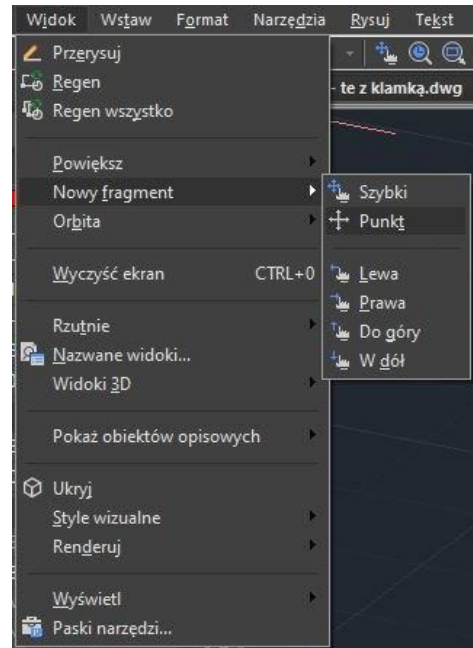 Widok Wstaw Format Narzędzia Rysuj Tekst
Przerysuj
- te z klamką.dwg
Regen
Regen wszystko
Powiększ
Nowy fragment
Szybki
Orbita
Punkt
Wyczyść ekran CTRL+0
Lewa
Prawa
Rzutnie
Do góry
Nazwane widoki...
W dół
Widoki 3D
Pokaż obiektów opisowych
Ukryj
Style wizualne
Renderuj
Wyświetl
Paski narzędzi...